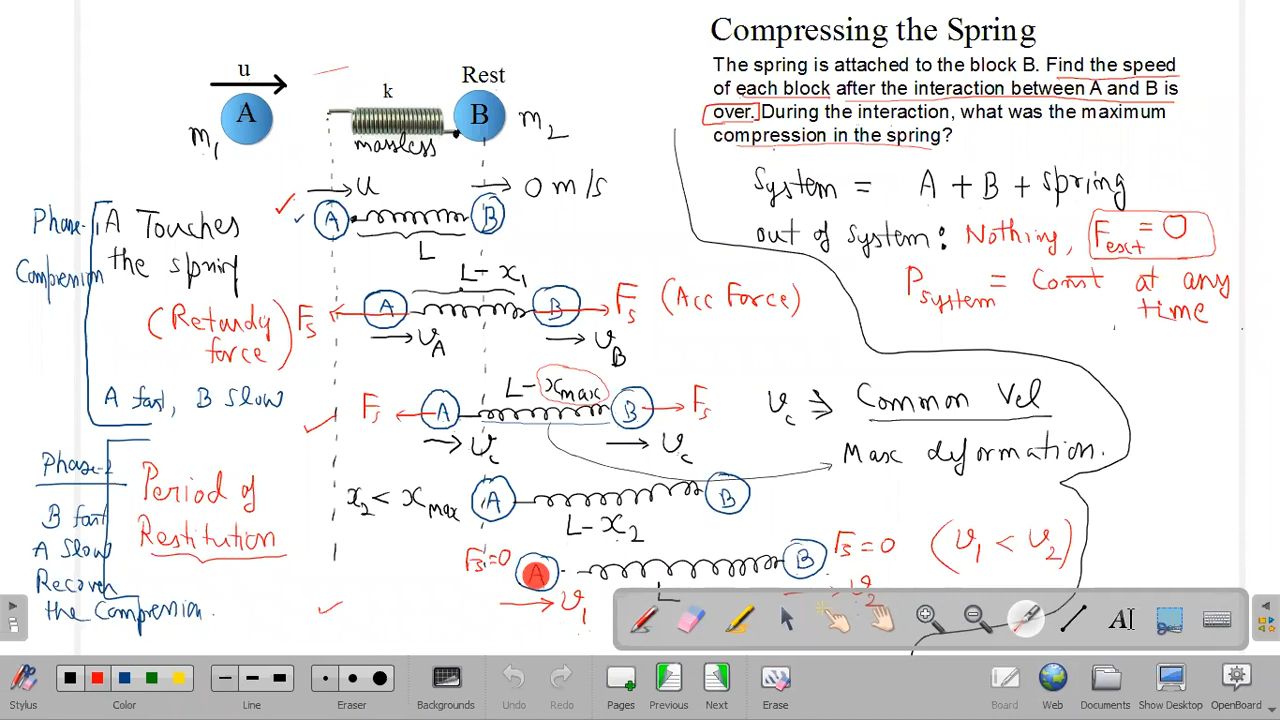 Compressing the Spring
The spring is attached to the block B. Find the speed
of each block after the interaction between A and B is
over. During the interaction, what was the maximum
compression in the spring?
u
A
m₁
k
massless
Rest
B
m₂
u
0 m/s
A
B
L
Phase-1
Compression
A Touches
the spring
L - x₁
(Retardy
force)
Fs
A
B
Fs (Acc Force)
vA
vB
A fast, B slow
L - xmax
Fs
A
B
Fs
vc
vc
System = A + B + spring
out of system: Nothing, Fext = 0
Psystem = Const at any
time
vc ⇒ Common Vel
Max deformation.
Phase-2
B fast
A slow
Recover
the compression.
Period of
Restitution
x₂ < xmax
A
B
L - x₂
Fs=0
A
B
Fs = 0
(v₁ < v₂)
v₁
L
v₂
Stylus
Color
Line
Eraser
Backgrounds
Undo
Redo
Pages
Previous
Next
Erase
Board
Web
Documents
Show Desktop
OpenBoard